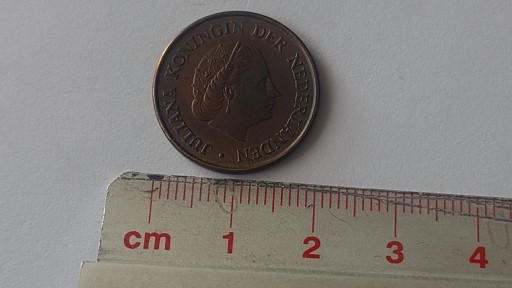 JULIANA KONINGIN DER NEDERLANDEN
cm 1 2 3 4